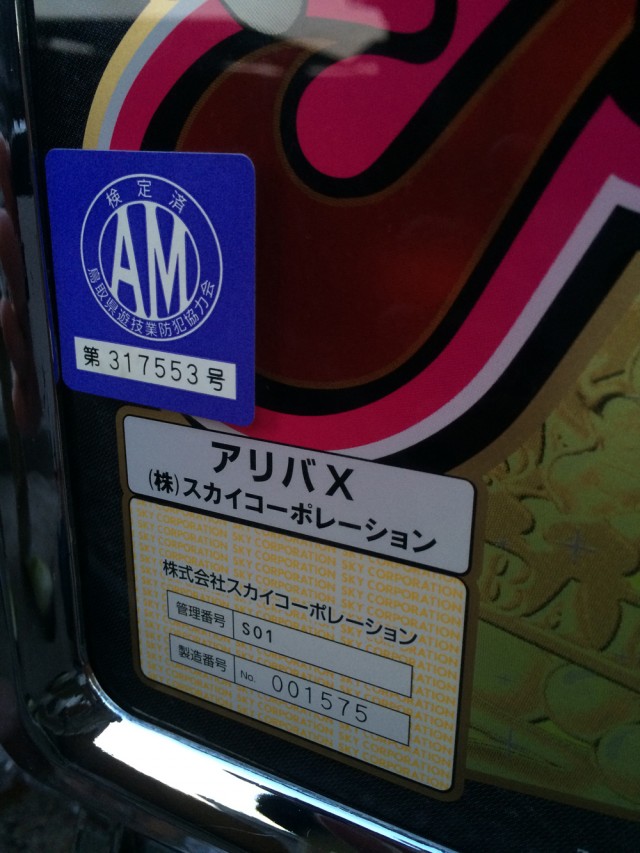 検定済
AM
鳥取県遊技業防犯協力会
第 317553 号
アリバX
(株)スカイコーポレーション
株式会社スカイコーポレーション
管理番号 S01
製造番号 No. 001575